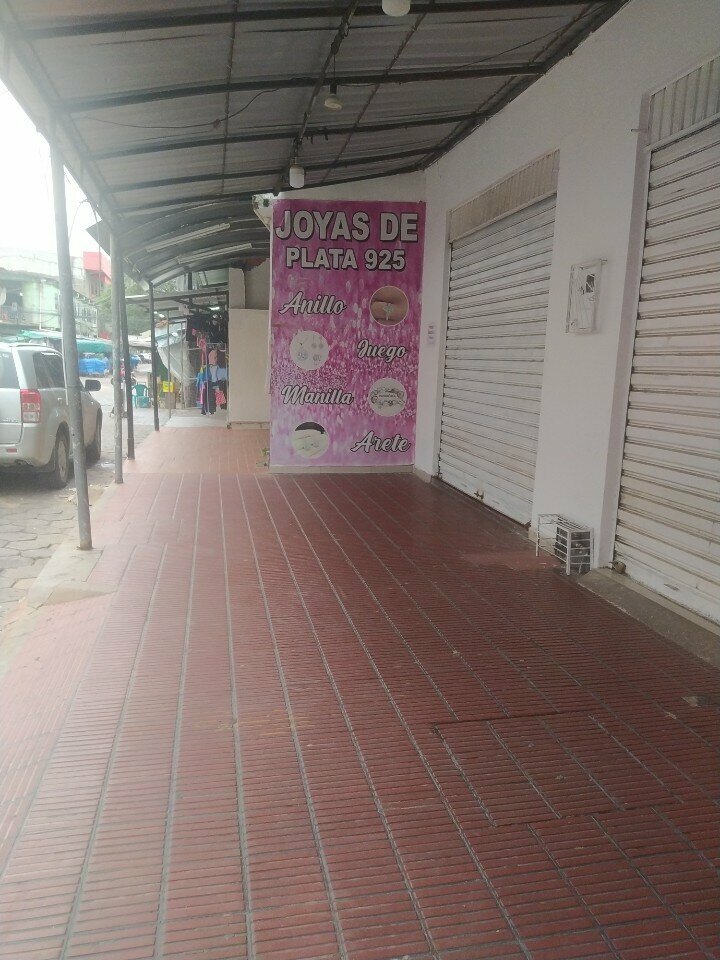 JOYAS DE
PLATA 925
Anillo
Juego
Manilla
Arete